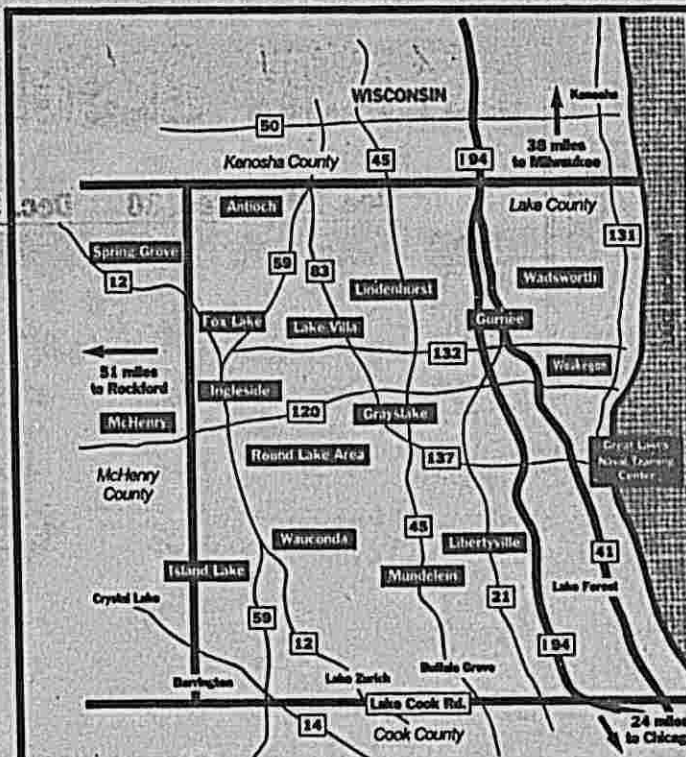 WISCONSIN
Kenosha
50
38 miles
to Milwaukee
Kenosha County
45
I 94
Antioch
Lake County
131
Spring Grove
59
83
Wadsworth
12
Lindenhurst
Fox Lake
Lake Villa
Gurnee
132
51 miles
to Rockford
Waukegan
Ingleside
120
Grayslake
McHenry
Great Lakes
Naval Training
Center
Round Lake Area
137
McHenry
County
45
Wauconda
Libertyville
41
Island Lake
Mundelein
Lake Forest
Crystal Lake
21
59
12
I 94
Buffalo Grove
Barrington
Lake Zurich
Lake Cook Rd.
14
Cook County
24 miles
to Chicag